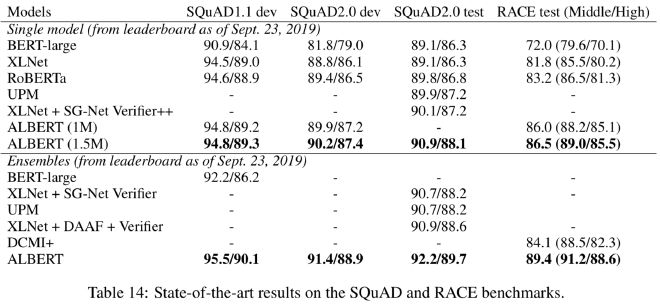 Models SQuAD1.1 dev SQuAD2.0 dev SQuAD2.0 test RACE test (Middle/High)
Single model (from leaderboard as of Sept. 23, 2019)
BERT-large 90.9/84.1 81.8/79.0 89.1/86.3 72.0 (79.6/70.1)
XLNet 94.5/89.0 88.8/86.1 89.1/86.3 81.8 (85.5/80.2)
RoBERTa 94.6/88.9 89.4/86.5 89.8/86.8 83.2 (86.5/81.3)
UPM - - 89.9/87.2 -
XLNet + SG-Net Verifier++ - - 90.1/87.2 -
ALBERT (1M) 94.8/89.2 89.9/87.2 - 86.0 (88.2/85.1)
ALBERT (1.5M) 94.8/89.3 90.2/87.4 90.9/88.1 86.5 (89.0/85.5)
Ensembles (from leaderboard as of Sept. 23, 2019)
BERT-large 92.2/86.2 - - -
XLNet + SG-Net Verifier - - 90.7/88.2 -
UPM - - 90.7/88.2
XLNet + DAAF + Verifier - - 90.9/88.6 -
DCMI+ - - - 84.1 (88.5/82.3)
ALBERT 95.5/90.1 91.4/88.9 92.2/89.7 89.4 (91.2/88.6)
Table 14: State-of-the-art results on the SQuAD and RACE benchmarks.